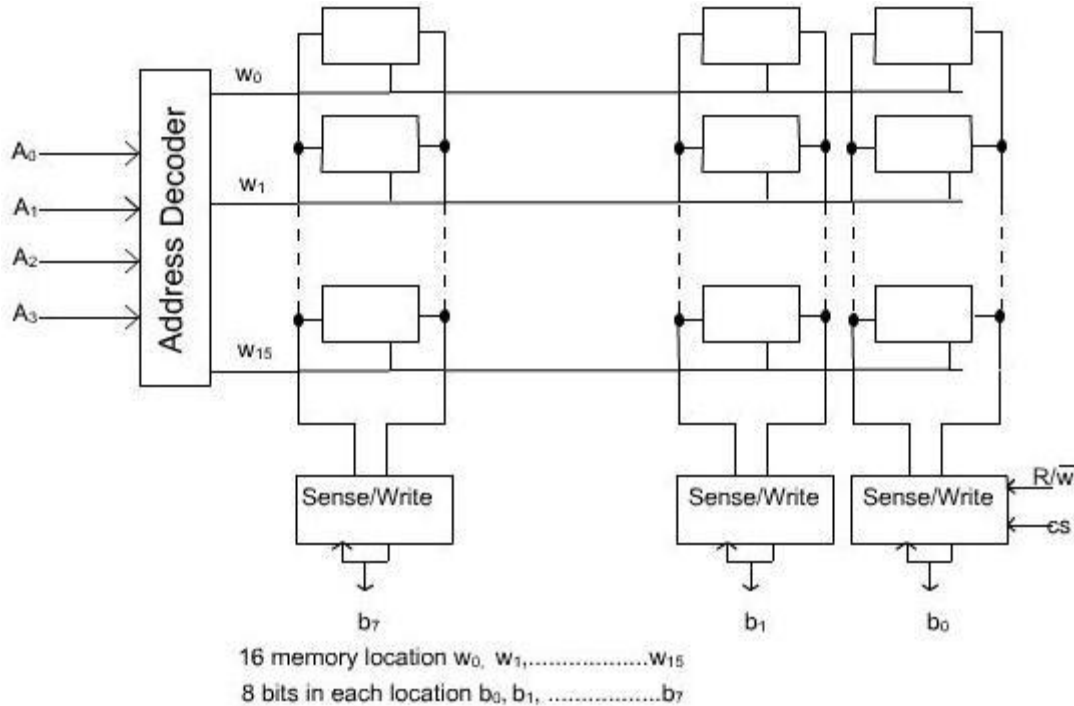 w₀
A₀
A₁
w₁
A₂
A₃
w₁₅
Address Decoder
Sense/Write
Sense/Write
Sense/Write
R/w̅
cs
b₇
b₁
b₀
16 memory location w₀, w₁,...................w₁₅
8 bits in each location b₀, b₁, .................b₇